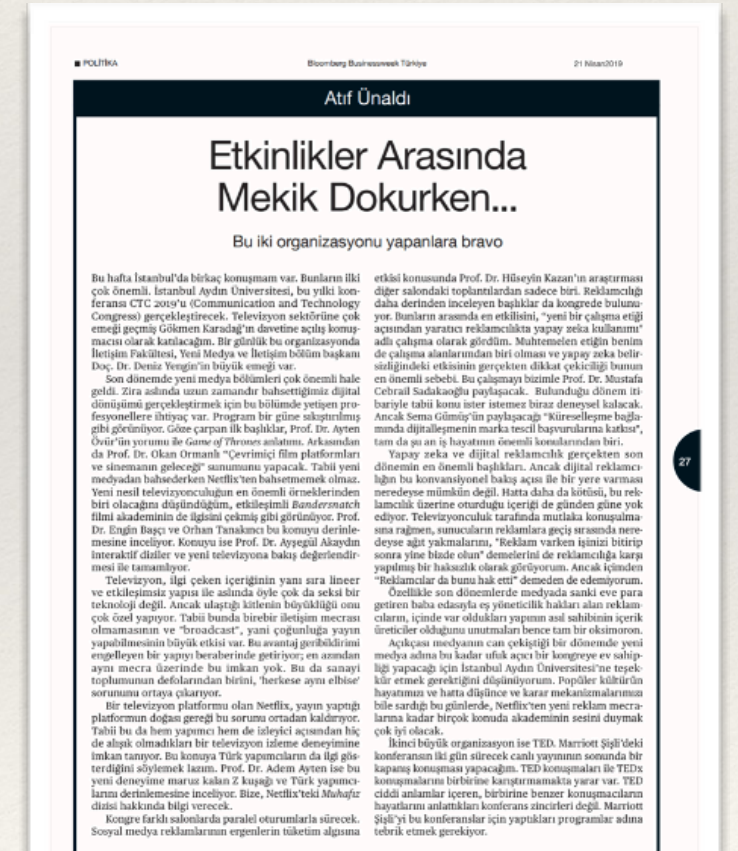 ■ POLİTİKA
Bloomberg Businessweek Türkiye
21 Nisan2019
Atıf Ünaldı
Etkinlikler Arasında
Mekik Dokurken...
Bu iki organizasyonu yapanlara bravo
Bu hafta İstanbul'da birkaç konuşmam var. Bunların ilki
çok önemli. İstanbul Aydın Üniversitesi, bu yılki kon-
feransı CTC 2019'u (Communication and Technology
Congress) gerçekleştirecek. Televizyon sektörüne çok
emeği geçmiş Gökmen Karadağ'ın davetine açılış konuş-
macısı olarak katılacağım. Bir günlük bu organizasyonda
İletişim Fakültesi, Yeni Medya ve İletişim bölüm başkanı
Doç. Dr. Deniz Yengin'in büyük emeği var.
Son dönemde yeni medya bölümleri çok önemli hale
geldi. Zira aslında uzun zamandır bahsettiğimiz dijital
dönüşümü gerçekleştirmek için bu bölümde yetişen pro-
fesyonellere ihtiyaç var. Program bir güne sıkıştırılmış
gibi görünüyor. Göze çarpan ilk başlıklar, Prof. Dr. Ayten
Övür'ün yorumu ile Game of Thrones anlatımı. Arkasından
da Prof. Dr. Okan Ormanlı "Çevrimiçi film platformları
ve sinemanın geleceği" sunumunu yapacak. Tabii yeni
medyadan bahsederken Netflix'ten bahsetmemek olmaz.
Yeni nesil televizyonculuğun en önemli örneklerinden
biri olacağını düşündüğüm, etkileşimli Bandersnatch
filmi akademinin de ilgisini çekmiş gibi görünüyor. Prof.
Dr. Engin Başçı ve Orhan Tanakıncı bu konuyu derinle-
mesine inceliyor. Konuyu ise Prof. Dr. Ayşegül Akaydın
interaktif diziler ve yeni televizyona bakış değerlendir-
mesi ile tamamlıyor.
Televizyon, ilgi çeken içeriğinin yanı sıra lineer
ve etkileşimsiz yapısı ile aslında öyle çok da seksi bir
teknoloji değil. Ancak ulaştığı kitlenin büyüklüğü onu
çok özel yapıyor. Tabii bunda birebir iletişim mecrası
olmamasının ve "broadcast", yani çoğunluğa yayın
yapabilmesinin büyük etkisi var. Bu avantaj geribildirimi
engelleyen bir yapıyı beraberinde getiriyor; en azından
aynı mecra üzerinde bu imkan yok. Bu da sanayi
toplumunun defolarından birini, 'herkese aynı elbise'
sorununu ortaya çıkarıyor.
Bir televizyon platformu olan Netflix, yayın yaptığı
platformun doğası gereği bu sorunu ortadan kaldırıyor.
Tabii bu da hem yapımcı hem de izleyici açısından hiç
de alışık olmadıkları bir televizyon izleme deneyimine
imkan tanıyor. Bu konuya Türk yapımcıların da ilgi gös-
terdiğini söylemek lazım. Prof. Dr. Adem Ayten ise bu
yeni deneyime maruz kalan Z kuşağı ve Türk yapımcı-
larını derinlemesine inceliyor. Bize, Netflix'teki Muhafız
dizisi hakkında bilgi verecek.
Kongre farklı salonlarda paralel oturumlarla sürecek.
Sosyal medya reklamlarının ergenlerin tüketim algısına
etkisi konusunda Prof. Dr. Hüseyin Kazan'ın araştırması
diğer salondaki toplantılardan sadece biri. Reklamcılığı
daha derinden inceleyen başlıklar da kongrede bulunu-
yor. Bunların arasında en etkilisini, "yeni bir çalışma etiği
açısından yaratıcı reklamcılıkta yapay zeka kullanımı"
adlı çalışma olarak gördüm. Muhtemelen etiğin benim
de çalışma alanlarımdan biri olması ve yapay zeka belir-
sizliğindeki etkisinin gerçekten dikkat çekiciliği bunun
en önemli sebebi. Bu çalışmayı bizimle Prof. Dr. Mustafa
Cebrail Sadakaoğlu paylaşacak. Bulunduğu dönem iti-
bariyle tabii konu ister istemez biraz deneysel kalacak.
Ancak Sema Gümüş'ün paylaşacağı "Küreselleşme bağla-
mında dijitalleşmenin marka tescil başvurularına katkısı",
tam da şu an iş hayatının önemli konularından biri.
Yapay zeka ve dijital reklamcılık gerçekten son
dönemin en önemli başlıkları. Ancak dijital reklamcı-
lığın bu konvansiyonel bakış açısı ile bir yere varması
neredeyse mümkün değil. Hatta daha da kötüsü, bu rek-
lamcılık üzerine oturduğu içeriği de günden güne yok
ediyor. Televizyonculuk tarafında mutlaka konuşulma-
sına rağmen, sunucuların reklamlara geçiş sırasında nere-
deyse ağıt yakmalarını, "Reklam varken işinizi bitirip
sonra yine bizde olun" demelerini de reklamcılığa karşı
yapılmış bir haksızlık olarak görüyorum. Ancak içimden
"Reklamcılar da bunu hak etti" demeden de edemiyorum.
Özellikle son dönemlerde medyada sanki eve para
getiren baba edasıyla eş yöneticilik hakları alan reklam-
cıların, içinde var oldukları yapının asıl sahibinin içerik
üreticiler olduğunu unutmaları bence tam bir oksimoron.
Açıkçası medyanın can çekiştiği bir dönemde yeni
medya adına bu kadar ufuk açıcı bir kongreye ev sahip-
liği yapacağı için İstanbul Aydın Üniversitesi'ne teşek-
kür etmek gerektiğini düşünüyorum. Popüler kültürün
hayatımızı ve hatta düşünce ve karar mekanizmalarımızı
bile sardığı bu günlerde, Netflix'ten yeni reklam mecra-
larına kadar birçok konuda akademinin sesini duymak
çok iyi olacak.
İkinci büyük organizasyon ise TED. Marriott Şişli'deki
konferansın iki gün sürecek canlı yayınının sonunda bir
kapanış konuşması yapacağım. TED konuşmaları ile TEDx
konuşmalarını birbirine karıştırmamakta yarar var. TED
ciddi anlamlar içeren, birbirine benzer konuşmacıların
hayatlarını anlattıkları konferans zincirleri değil. Marriott
Şişli'yi bu konferanslar için yaptıkları programlar adına
tebrik etmek gerekiyor.
27